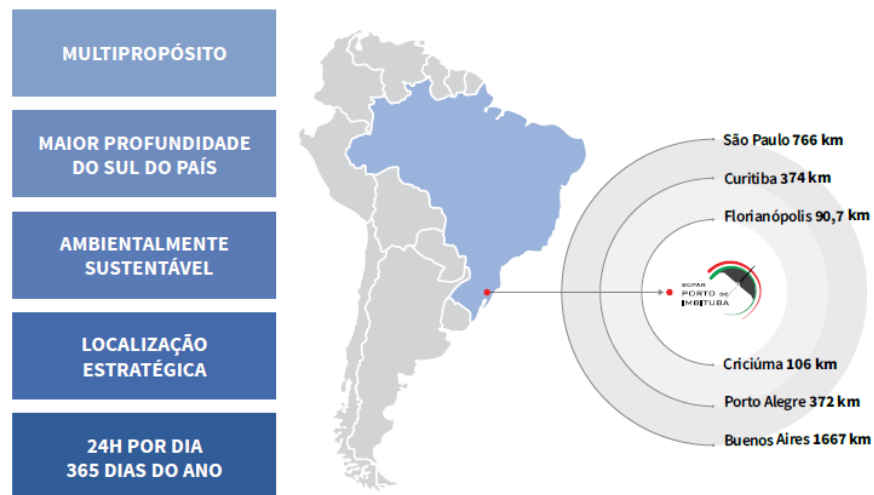 MULTIPROPÓSITO
MAIOR PROFUNDIDADE
DO SUL DO PAÍS
AMBIENTALMENTE
SUSTENTÁVEL
LOCALIZAÇÃO
ESTRATÉGICA
24H POR DIA
365 DIAS DO ANO
São Paulo 766 km
Curitiba 374 km
Florianópolis 90,7 km
SCPAR
PORTO DE
IMBITUBA
Criciúma 106 km
Porto Alegre 372 km
Buenos Aires 1667 km